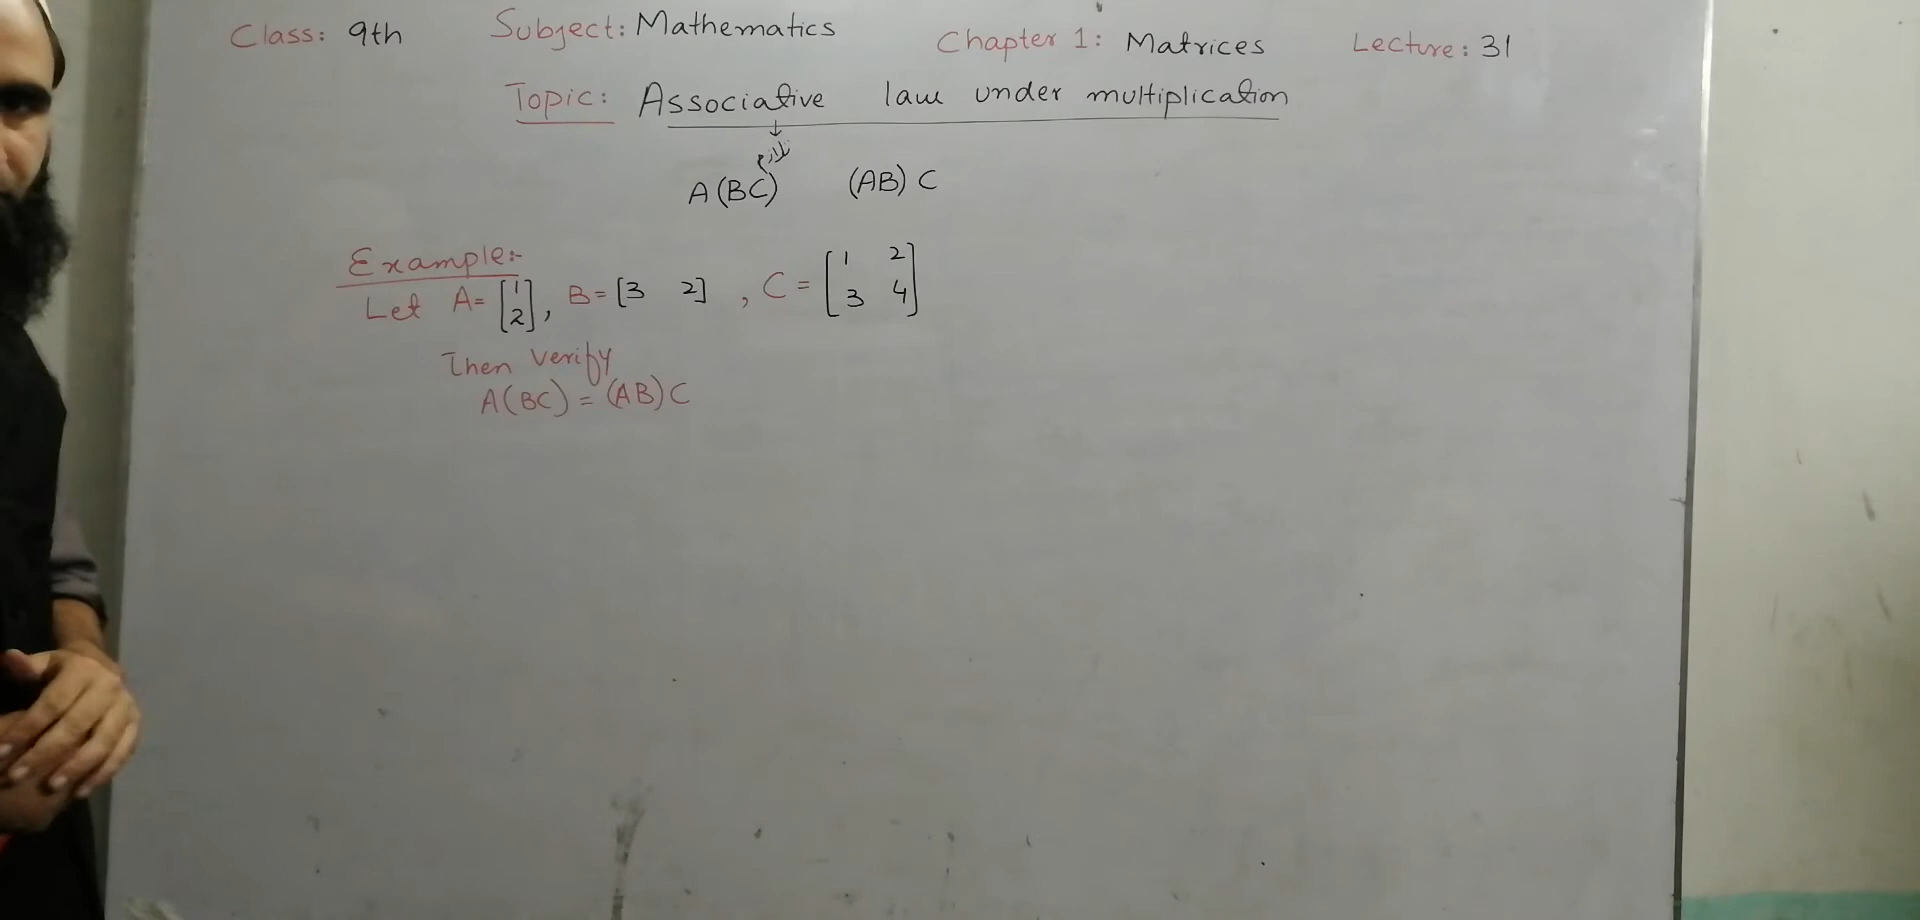 Class: 9th Subject: Mathematics Chapter 1: Matrices Lecture: 31
Topic: Associative law under multiplication
تلازم
A(BC) (AB) C
Example:-
Let A= [1 2], B= [3 2], C = [1 2 3 4]
Then verify
A(BC) = (AB) C